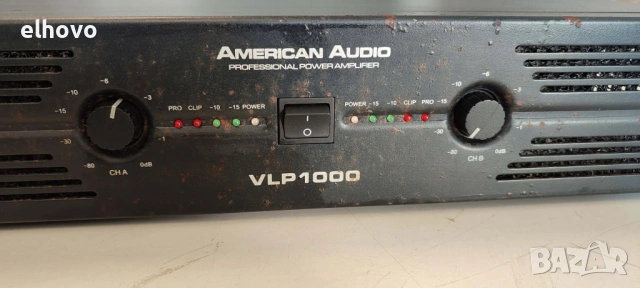 elhovo
AMERICAN AUDIO
PROFESSIONAL POWER AMPLIFIER
-6
-10 -3
-15
-30 -1
-80 0dB
CH A
PRO CLIP -10 -15 POWER
I
O
POWER -15 -10 CLIP PRO
-6
-10 -3
-15
-30 -1
-80 0dB
CH B
VLP1000
BAZAR
bg